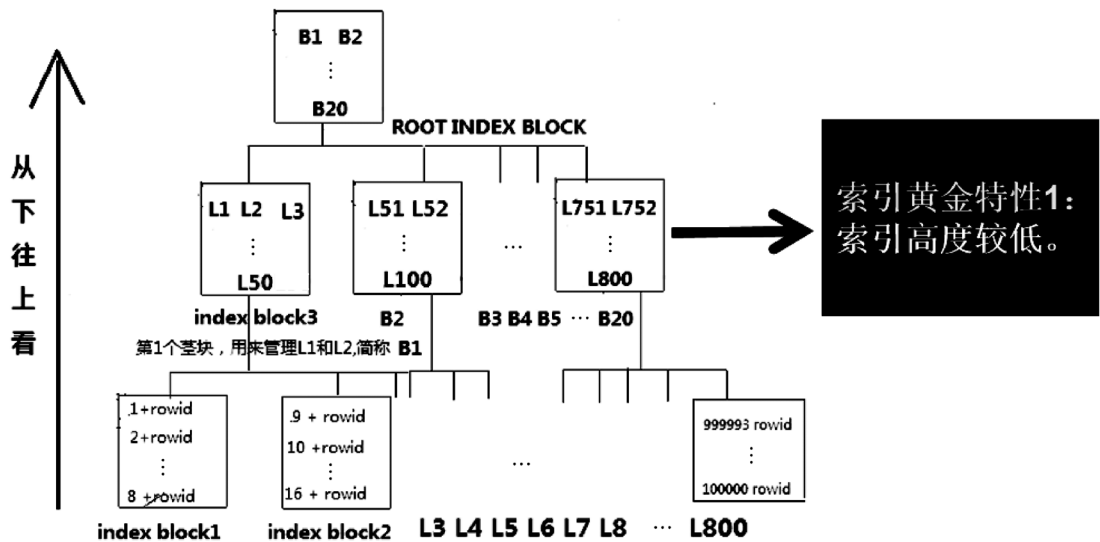 B1 B2
⋮
B20
ROOT INDEX BLOCK
从
下
往
上
看
L1 L2 L3
⋮
L50
L51 L52
⋮
L100
…
L751 L752
⋮
L800
索引黄金特性1：
索引高度较低。
index block3
B2
B3 B4 B5 … B20
第1个茎块，用来管理L1和L2,简称 B1
1+rowid
2+rowid
⋮
8 +rowid
9 + rowid
10 +rowid
⋮
16 + rowid
…
999993 rowid
⋮
100000 rowid
index block1
index block2
L3 L4 L5 L6 L7 L8 … L800